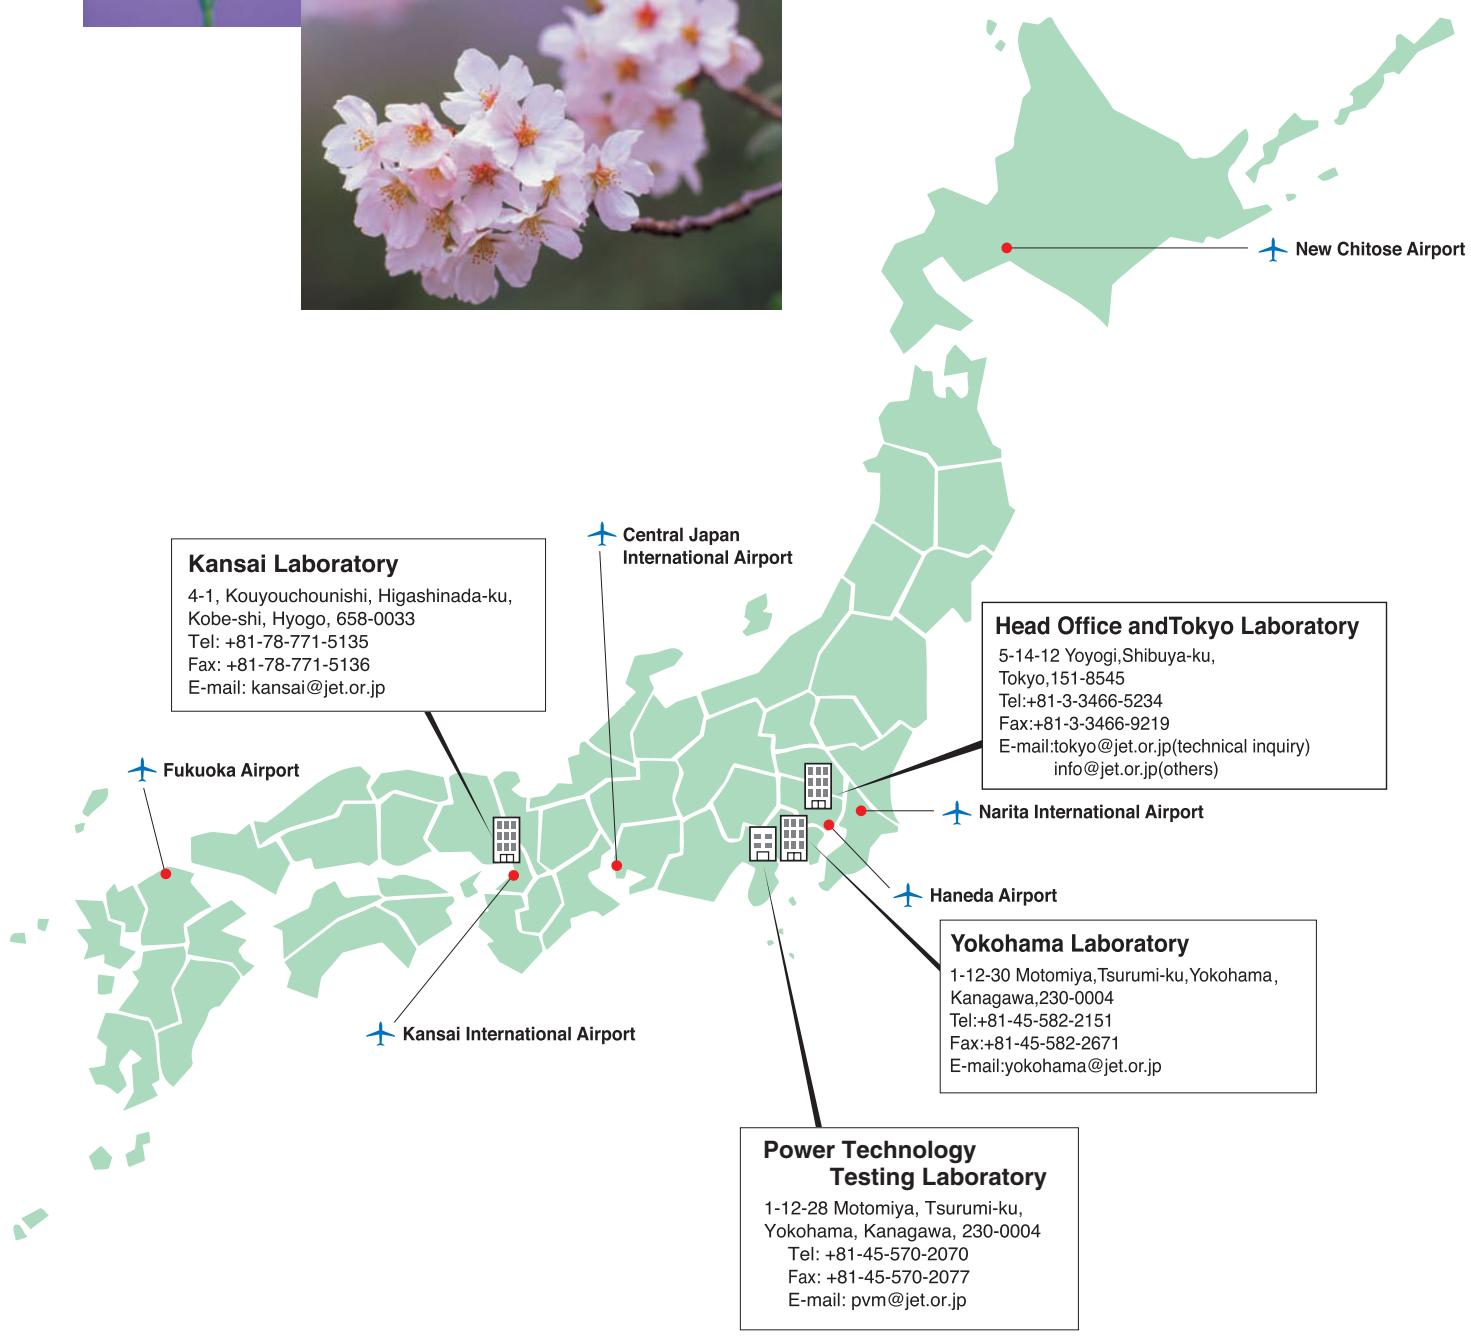 New Chitose Airport
Central Japan
International Airport
Kansai Laboratory
4-1, Kouyouchounishi, Higashinada-ku,
Kobe-shi, Hyogo, 658-0033
Tel: +81-78-771-5135
Fax: +81-78-771-5136
E-mail: kansai@jet.or.jp
Head Office andTokyo Laboratory
5-14-12 Yoyogi,Shibuya-ku,
Tokyo,151-8545
Tel:+81-3-3466-5234
Fax:+81-3-3466-9219
E-mail:tokyo@jet.or.jp(technical inquiry)
info@jet.or.jp(others)
Fukuoka Airport
Narita International Airport
Haneda Airport
Yokohama Laboratory
1-12-30 Motomiya,Tsurumi-ku,Yokohama,
Kanagawa,230-0004
Tel:+81-45-582-2151
Fax:+81-45-582-2671
E-mail:yokohama@jet.or.jp
Kansai International Airport
Power Technology
Testing Laboratory
1-12-28 Motomiya, Tsurumi-ku,
Yokohama, Kanagawa, 230-0004
Tel: +81-45-570-2070
Fax: +81-45-570-2077
E-mail: pvm@jet.or.jp